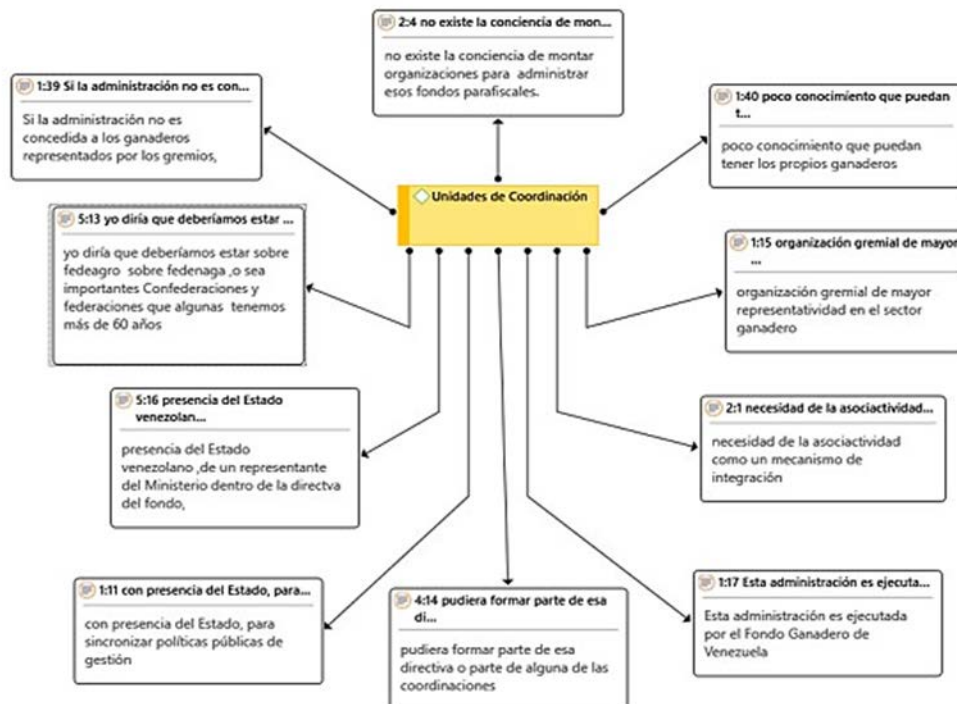 2:4 no existe la conciencia de mon...
no existe la conciencia de montar
organizaciones para administrar
esos fondos parafiscales.
1:39 Si la administración no es con...
Si la administración no es
concedida a los ganaderos
representados por los gremios,
1:40 poco conocimiento que puedan
t...
poco conocimiento que puedan
tener los propios ganaderos
Unidades de Coordinación
5:13 yo diría que deberíamos estar ...
yo diría que deberíamos estar sobre
fedeagro sobre fedenaga ,o sea
importantes Confederaciones y
federaciones que algunas tenemos
más de 60 años
1:15 organización gremial de mayor
...
organización gremial de mayor
representatividad en el sector
ganadero
5:16 presencia del Estado
venezolan...
presencia del Estado
venezolano ,de un representante
del Ministerio dentro de la directva
del fondo,
2:1 necesidad de la asociactividad...
necesidad de la asociactividad
como un mecanismo de
integración
1:11 con presencia del Estado, para...
con presencia del Estado, para
sincronizar políticas públicas de
gestión
4:14 pudiera formar parte de esa
di...
pudiera formar parte de esa
directiva o parte de alguna de las
coordinaciones
1:17 Esta administración es ejecuta...
Esta administración es ejecutada
por el Fondo Ganadero de
Venezuela